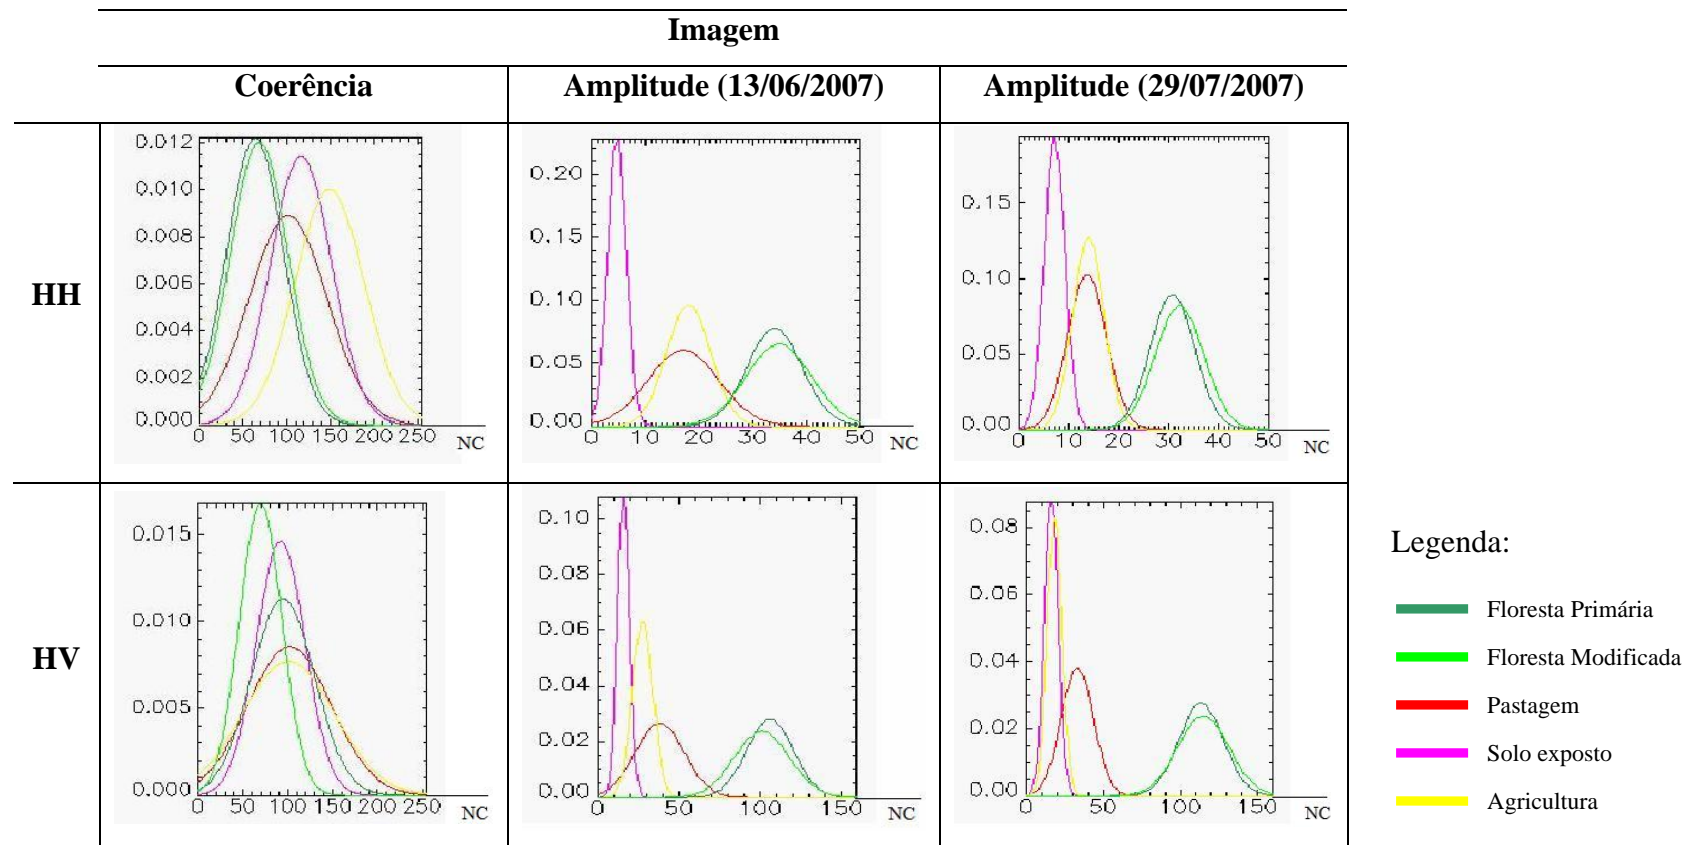 Imagem
Coerência Amplitude (13/06/2007) Amplitude (29/07/2007)
HH
0.012
0.010
0.008
0.006
0.004
0.002
0.000
0 50 100 150 200 250 NC
0.20
0.15
0.10
0.05
0.00
0 10 20 30 40 50 NC
0.15
0.10
0.05
0.00
0 10 20 30 40 50 NC
HV
0.015
0.010
0.005
0.000
0 50 100 150 200 250 NC
0.10
0.08
0.06
0.04
0.02
0.00
0 50 100 150 NC
0.08
0.06
0.04
0.02
0.00
0 50 100 150 NC
Legenda:
Floresta Primária
Floresta Modificada
Pastagem
Solo exposto
Agricultura